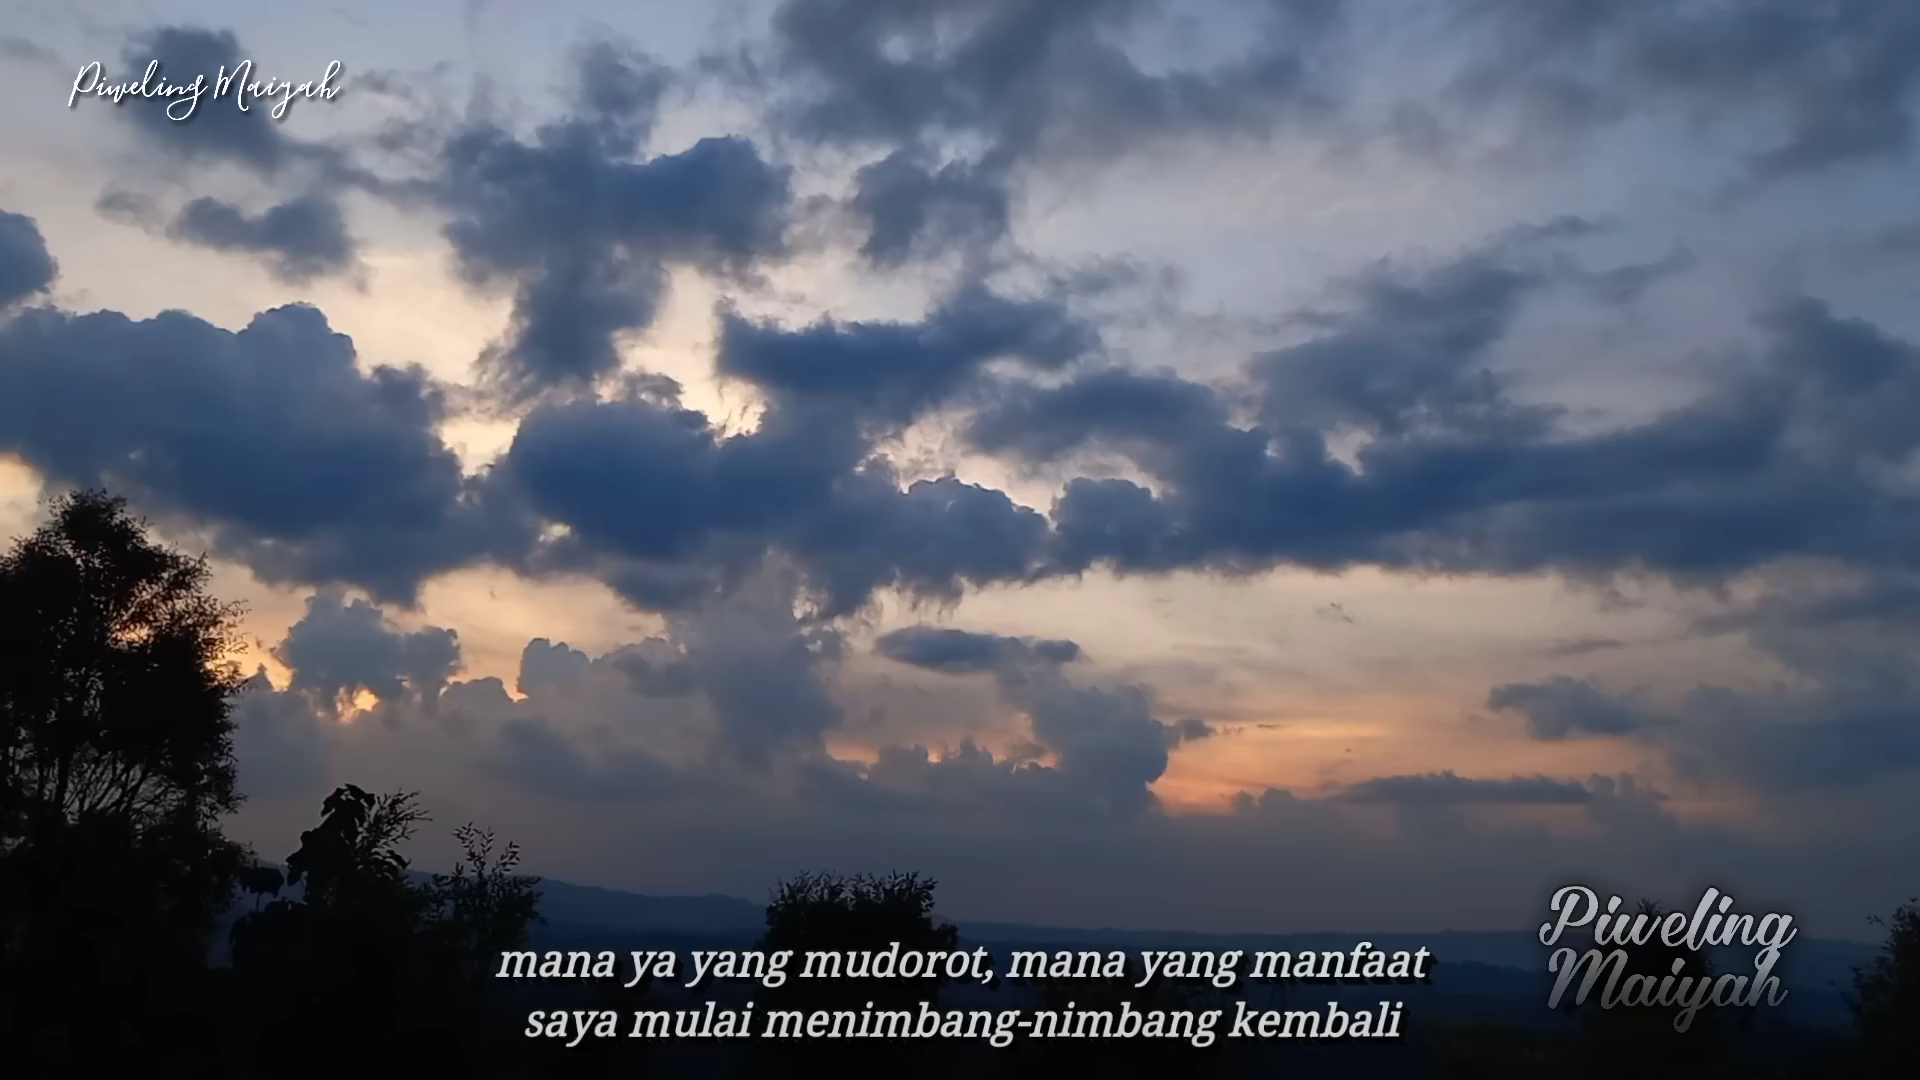 Piweling Maiyah
mana ya yang mudorot, mana yang manfaat
saya mulai menimbang-nimbang kembali
Piweling
Maiyah